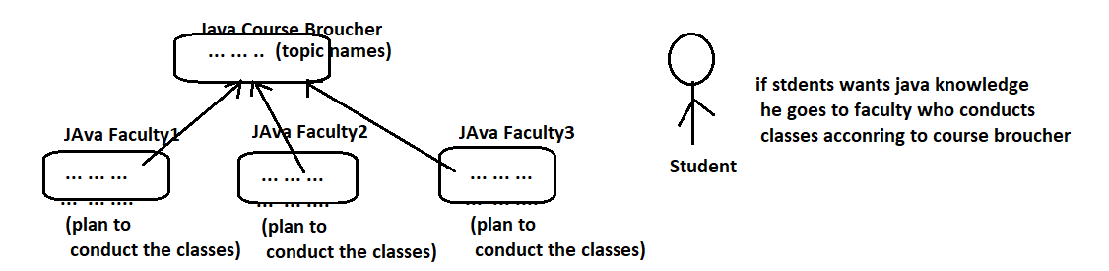 Java Course Broucher
... ... .. (topic names)
JAva Faculty1
JAva Faculty2
JAva Faculty3
... ... ...
... ... ...
... ... ...
... ... ....
... ... ....
... ... ....
(plan to
conduct the classes)
(plan to
conduct the classes)
(plan to
conduct the classes)
Student
if stdents wants java knowledge
he goes to faculty who conducts
classes acconring to course broucher